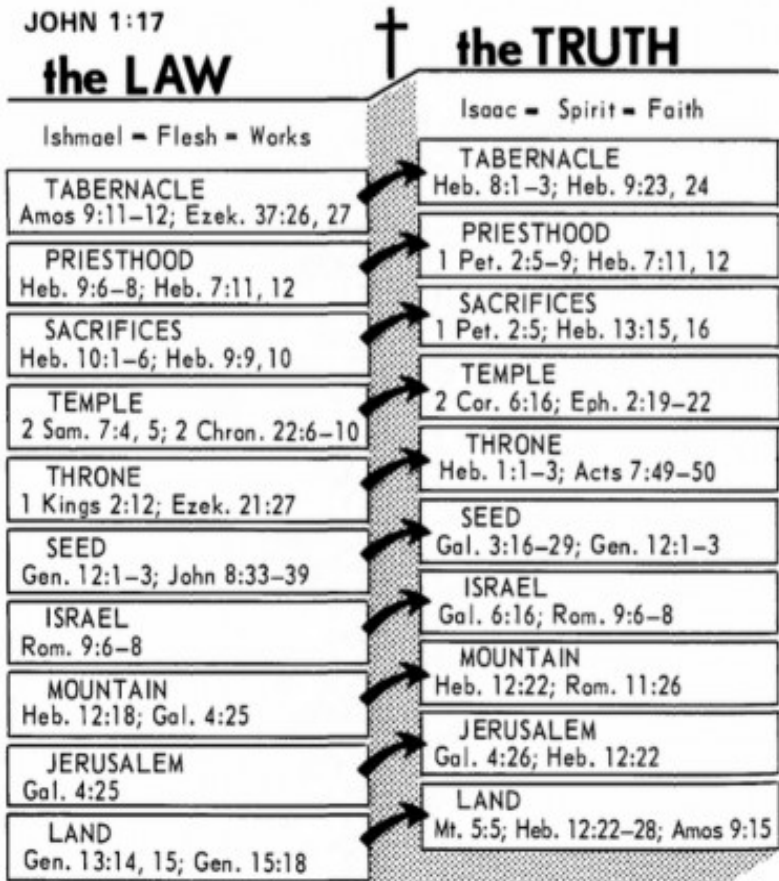 JOHN 1:17
the LAW
Ishmael = Flesh = Works
TABERNACLE
Amos 9:11-12; Ezek. 37:26, 27
PRIESTHOOD
Heb. 9:6-8; Heb. 7:11, 12
SACRIFICES
Heb. 10:1-6; Heb. 9:9,10
TEMPLE
2 Sam. 7:4, 5; 2 Chron. 22:6-10
THRONE
1 Kings 2:12; Ezek. 21:27
SEED
Gen. 12:1-3; John 8:33-39
ISRAEL
Rom. 9:6-8
MOUNTAIN
Heb. 12:18; Gal. 4:25
JERUSALEM
Gal. 4:25
LAND
Gen. 13:14, 15; Gen. 15:18
the TRUTH
Isaac = Spirit = Faith
TABERNACLE
Heb. 8:1-3; Heb. 9:23, 24
PRIESTHOOD
1 Pet. 2:5-9; Heb. 7:11, 12
SACRIFICES
1 Pet. 2:5; Heb. 13:15, 16
TEMPLE
2 Cor. 6:16; Eph. 2:19-22
THRONE
Heb. 1:1-3; Acts 7:49-50
SEED
Gal. 3:16-29; Gen. 12:1-3
ISRAEL
Gal. 6:16; Rom. 9:6-8
MOUNTAIN
Heb. 12:22; Rom. 11:26
JERUSALEM
Gal. 4:26; Heb. 12:22
LAND
Mt. 5:5; Heb. 12:22-28; Amos 9:15